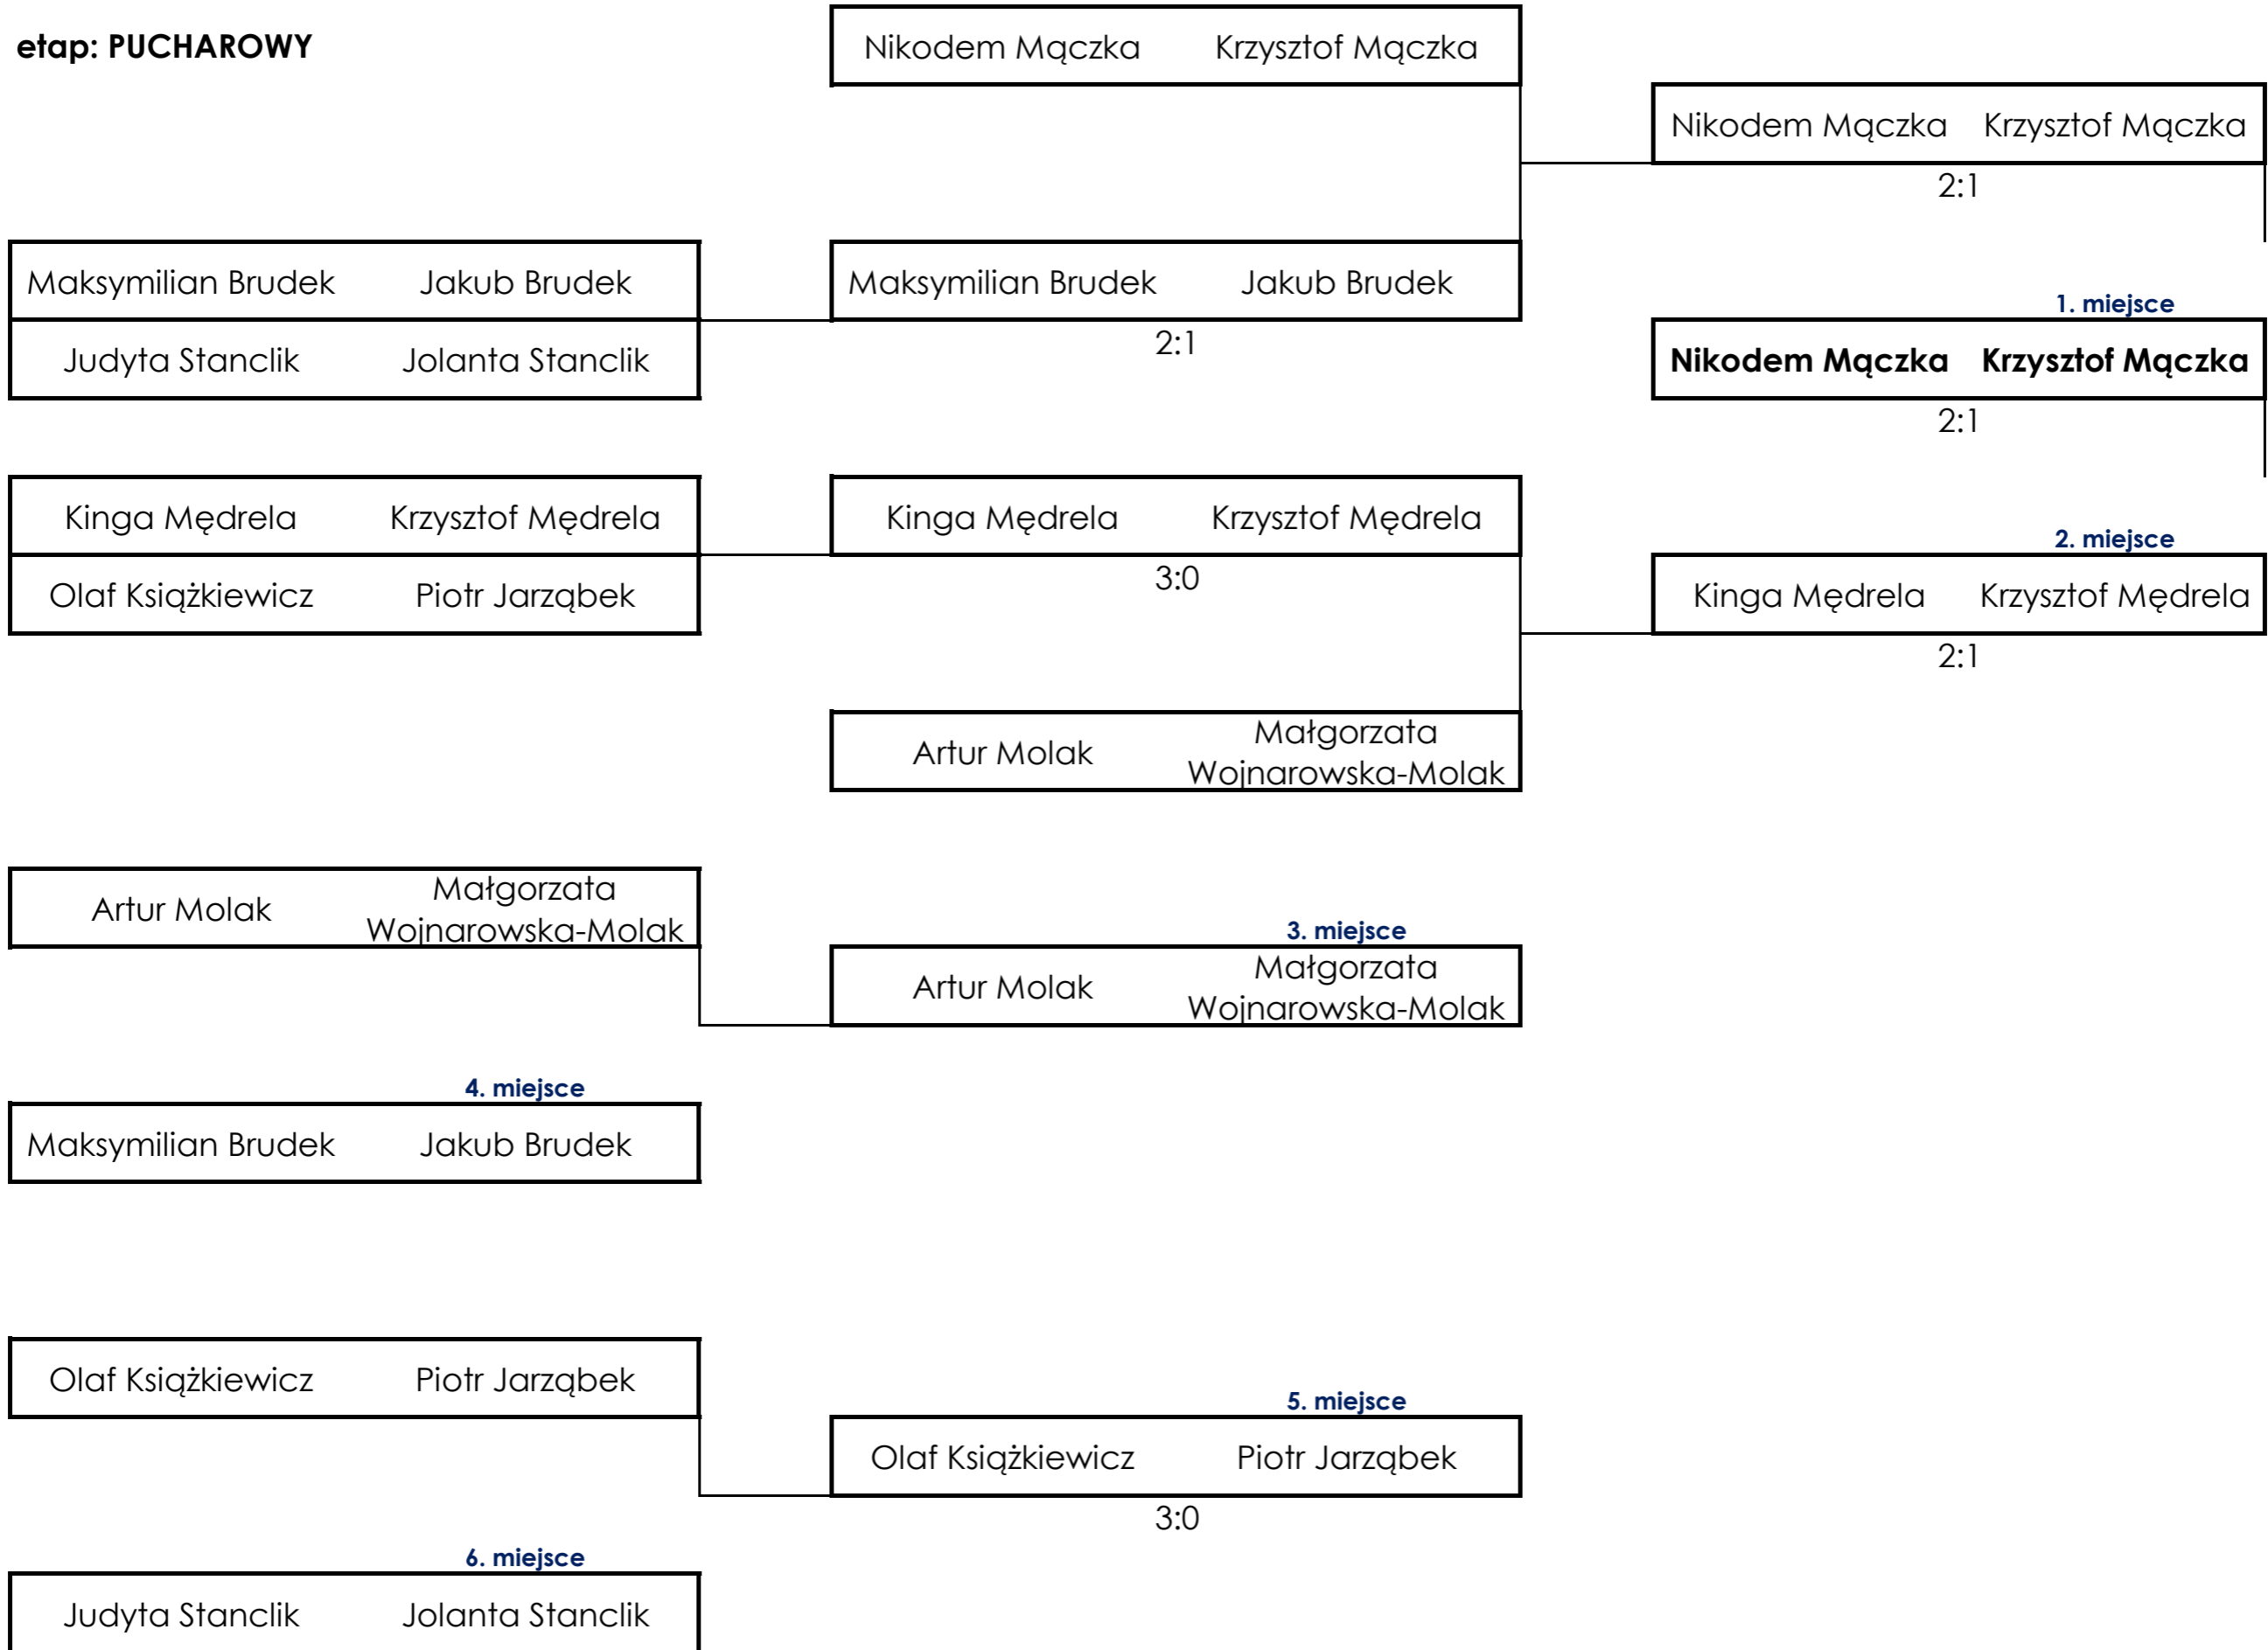 etap: PUCHAROWY
Nikodem Mączka Krzysztof Mączka
Nikodem Mączka Krzysztof Mączka
2:1
Maksymilian Brudek Jakub Brudek
Maksymilian Brudek Jakub Brudek
1. miejsce
2:1
Judyta Stanclik Jolanta Stanclik
Nikodem Mączka Krzysztof Mączka
2:1
Kinga Mędrela Krzysztof Mędrela
Kinga Mędrela Krzysztof Mędrela
2. miejsce
3:0
Olaf Książkiewicz Piotr Jarząbek
Kinga Mędrela Krzysztof Mędrela
2:1
Artur Molak Małgorzata
Wojnarowska-Molak
Artur Molak Małgorzata
Wojnarowska-Molak
3. miejsce
Artur Molak Małgorzata
Wojnarowska-Molak
4. miejsce
Maksymilian Brudek Jakub Brudek
Olaf Książkiewicz Piotr Jarząbek
5. miejsce
Olaf Książkiewicz Piotr Jarząbek
3:0
6. miejsce
Judyta Stanclik Jolanta Stanclik